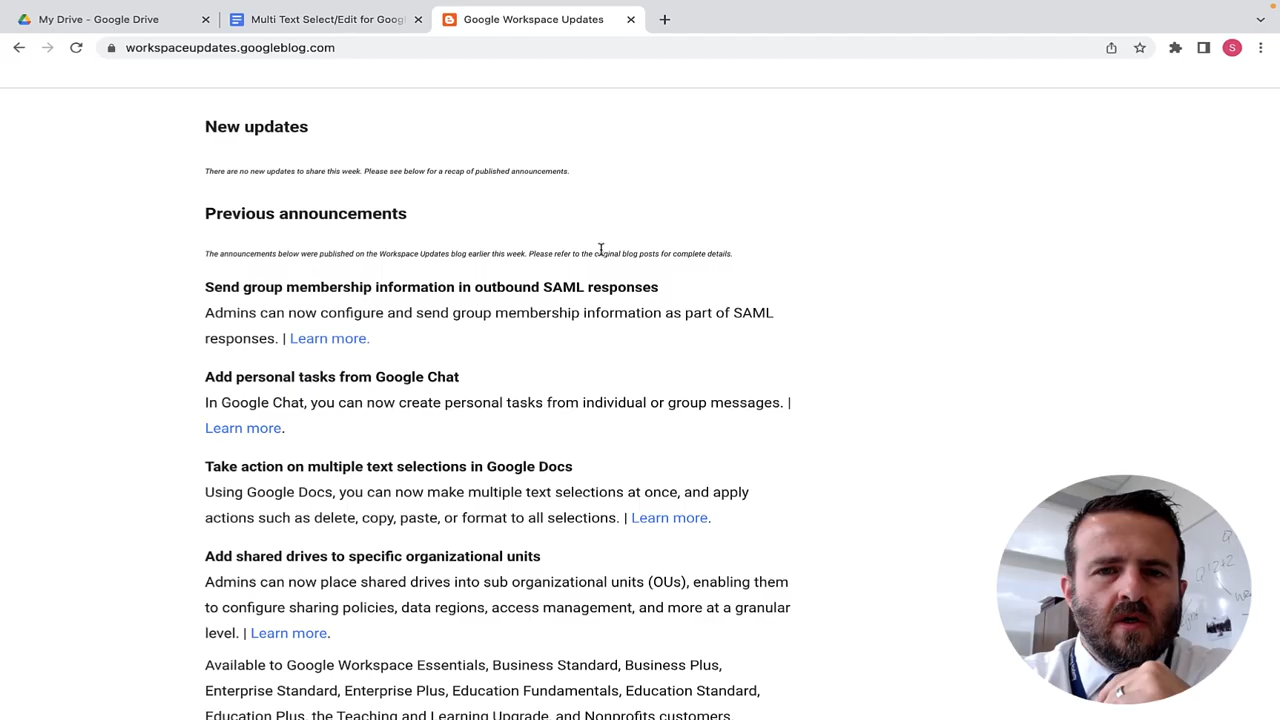 My Drive - Google Drive
Multi Text Select/Edit for Googl
Google Workspace Updates
workspaceupdates.googleblog.com
S
New updates
There are no new updates to share this week. Please see below for a recap of published announcements.
Previous announcements
The announcements below were published on the Workspace Updates blog earlier this week. Please refer to the original blog posts for complete details.
Send group membership information in outbound SAML responses
Admins can now configure and send group membership information as part of SAML
responses. | Learn more.
Add personal tasks from Google Chat
In Google Chat, you can now create personal tasks from individual or group messages. |
Learn more.
Take action on multiple text selections in Google Docs
Using Google Docs, you can now make multiple text selections at once, and apply
actions such as delete, copy, paste, or format to all selections. | Learn more.
Add shared drives to specific organizational units
Admins can now place shared drives into sub organizational units (OUs), enabling them
to configure sharing policies, data regions, access management, and more at a granular
level. | Learn more.
Available to Google Workspace Essentials, Business Standard, Business Plus,
Enterprise Standard, Enterprise Plus, Education Fundamentals, Education Standard,
Education Plus, the Teaching and Learning Upgrade, and Nonprofits customers.